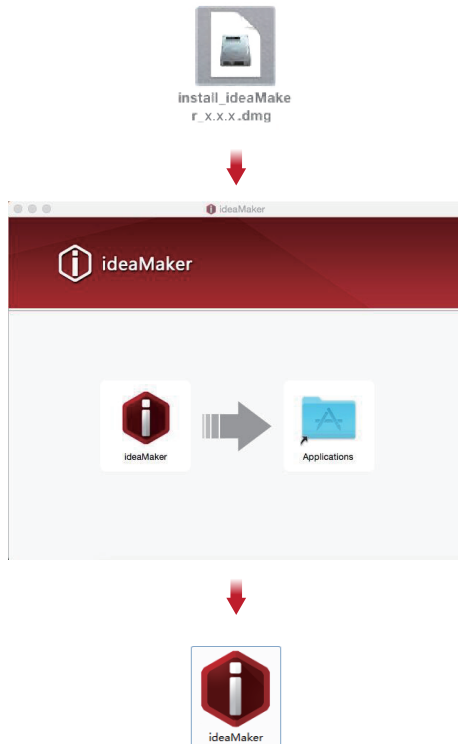 install_ideaMake
r_x.x.x.dmg
ideaMaker
ideaMaker
ideaMaker
Applications
ideaMaker